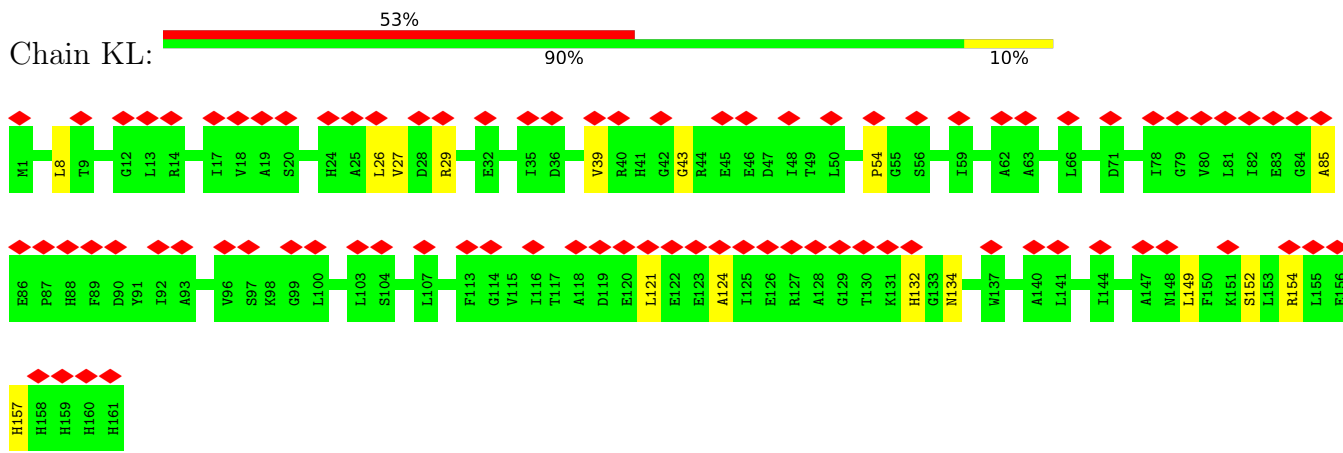 53%
Chain KL:
90% 10%
M1 L8 T9 G12 L13 R14 I17 V18 A19 S20 H24 A25 L26 V27 D28 R29 E32 I35 D36 V39 R40 H41 G42 G43 R44 E45 E46 D47 I48 T49 L50 P54 G55 S56 I59 A62 A63 L66 D71 I78 G79 V80 L81 I82 E83 G84 A85
E86 P87 H88 F89 D90 Y91 I92 A93 V96 S97 K98 G99 L100 L103 S104 L107 F113 G114 V115 I116 T117 A118 D119 E120 L121 E122 E123 A124 I125 E126 R127 A128 G129 T130 K131 H132 G133 N134 W137 A140 L141 I144 A147 N148 L149 F150 K151 S152 L153 R154 L155
H157 H158 H159 H160 H161